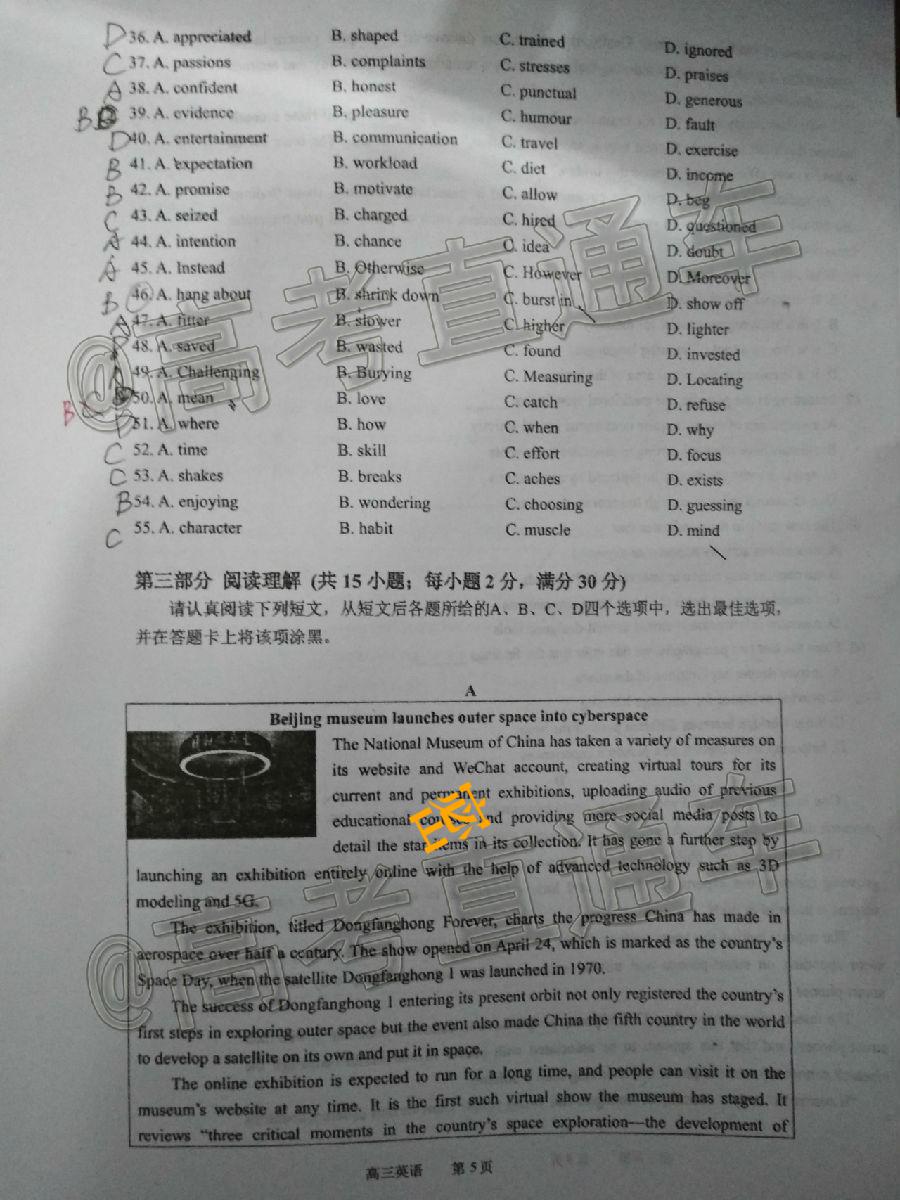 D 36. A. appreciated B. shaped C. trained D. ignored
C 37. A. passions B. complaints C. stresses D. praises
A 38. A. confident B. honest C. punctual D. generous
B 39. A. evidence B. pleasure C. humour D. fault
D 40. A. entertainment B. communication C. travel D. exercise
B 41. A. expectation B. workload C. diet D. income
B 42. A. promise B. motivate C. allow D. beg
C 43. A. seized B. charged C. hired D. questioned
A 44. A. intention B. chance C. idea D. doubt
A 45. A. Instead B. Otherwise C. However D. Moreover
B 46. A. hang about B. shrink down C. burst in D. show off
A 47. A. fitter B. slower C. higher D. lighter
48. A. saved B. wasted C. found D. invested
A 49. A. Challenging B. Burying C. Measuring D. Locating
50. A. mean B. love C. catch D. refuse
D 51. A. where B. how C. when D. why
C 52. A. time B. skill C. effort D. focus
C 53. A. shakes B. breaks C. aches D. exists
B 54. A. enjoying B. wondering C. choosing D. guessing
C 55. A. character B. habit C. muscle D. mind
@高考直通车
第三部分 阅读理解 (共 15 小题；每小题 2 分，满分 30 分)
请认真阅读下列短文，从短文后各题所给的A、B、C、D四个选项中，选出最佳选项，
并在答题卡上将该项涂黑。
A
Beijing museum launches outer space into cyberspace
The National Museum of China has taken a variety of measures on
its website and WeChat account, creating virtual tours for its
current and permanent exhibitions, uploading audio of previous
educational and providing more social media posts to
detail the star items in its collection. It has gone a further step by
launching an exhibition entirely online with the help of advanced technology such as 3D
modeling and 5G.
The exhibition, titled Dongfanghong Forever, charts the progress China has made in
aerospace over half a century. The show opened on April 24, which is marked as the country's
Space Day, when the satellite Dongfanghong 1 was launched in 1970.
The success of Dongfanghong 1 entering its present orbit not only registered the country's
first steps in exploring outer space but the event also made China the fifth country in the world
to develop a satellite on its own and put it in space.
The online exhibition is expected to run for a long time, and people can visit it on the
museum's website at any time. It is the first such virtual show the museum has staged. It
reviews "three critical moments in the country's space exploration—the development of
@高考直通车
高三英语 第 5 页